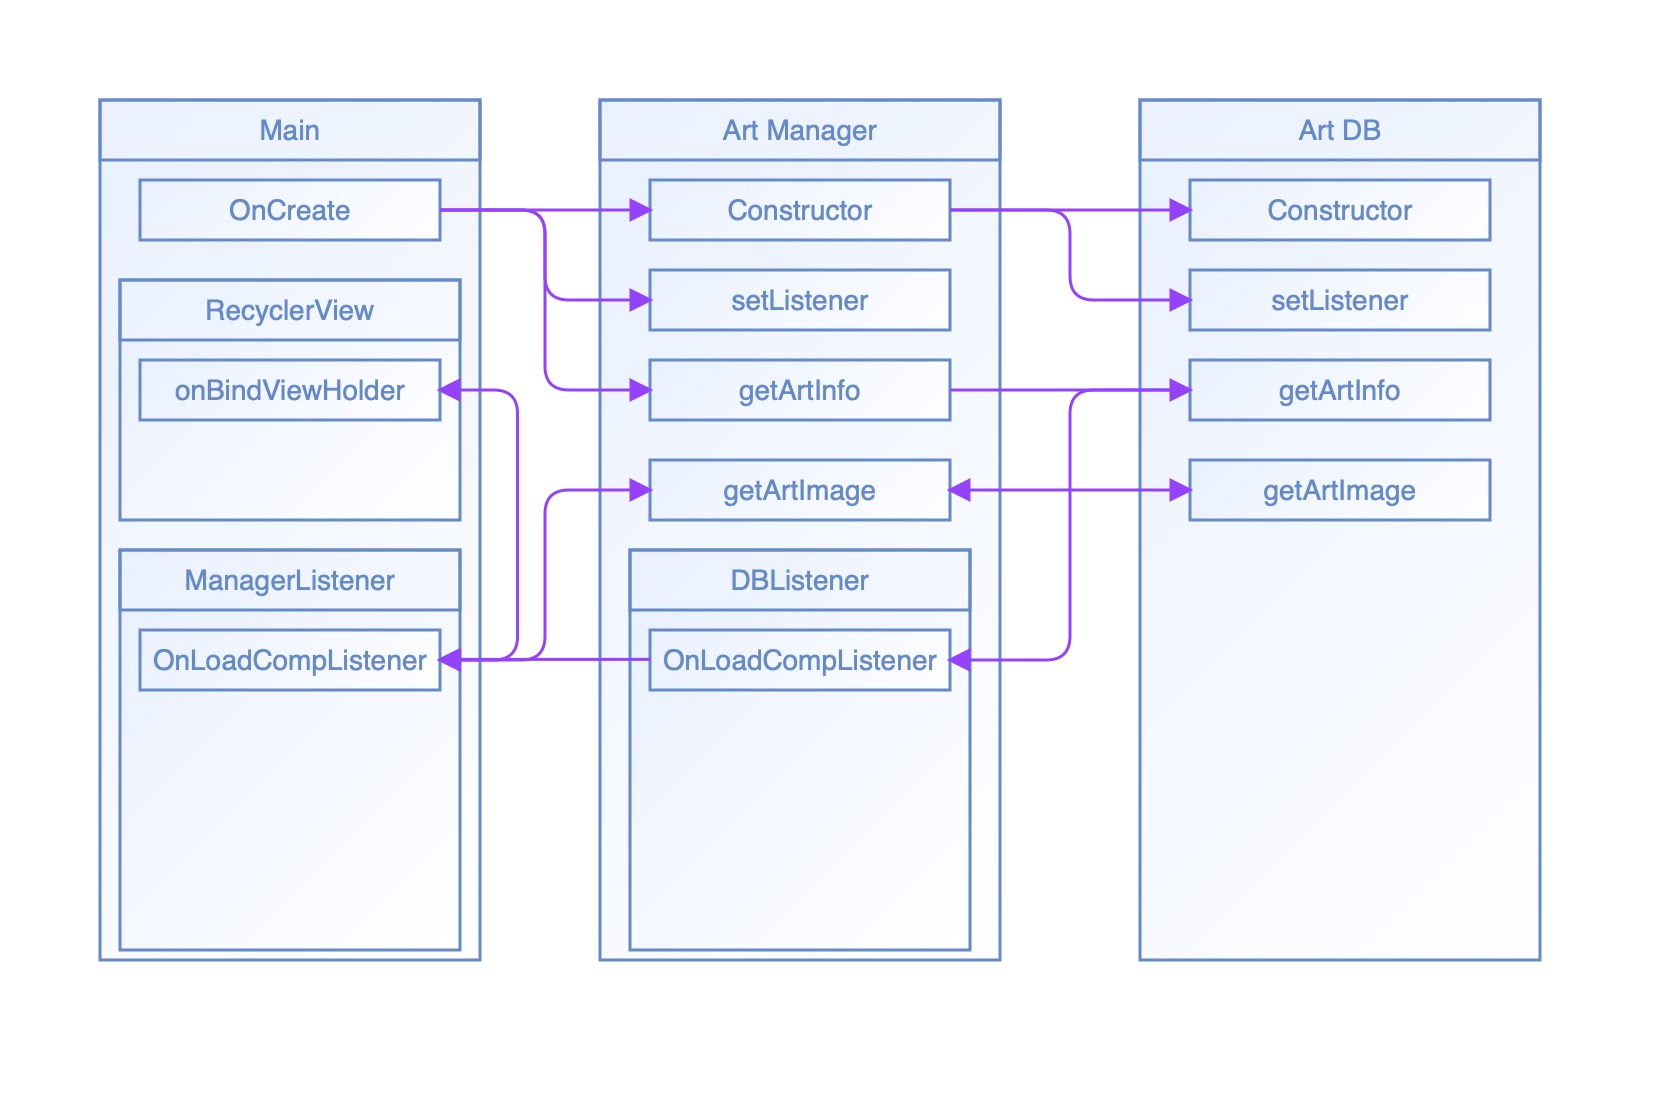 Main
OnCreate
RecyclerView
onBindViewHolder
ManagerListener
OnLoadCompListener
Art Manager
Constructor
setListener
getArtInfo
getArtImage
DBListener
OnLoadCompListener
Art DB
Constructor
setListener
getArtInfo
getArtImage